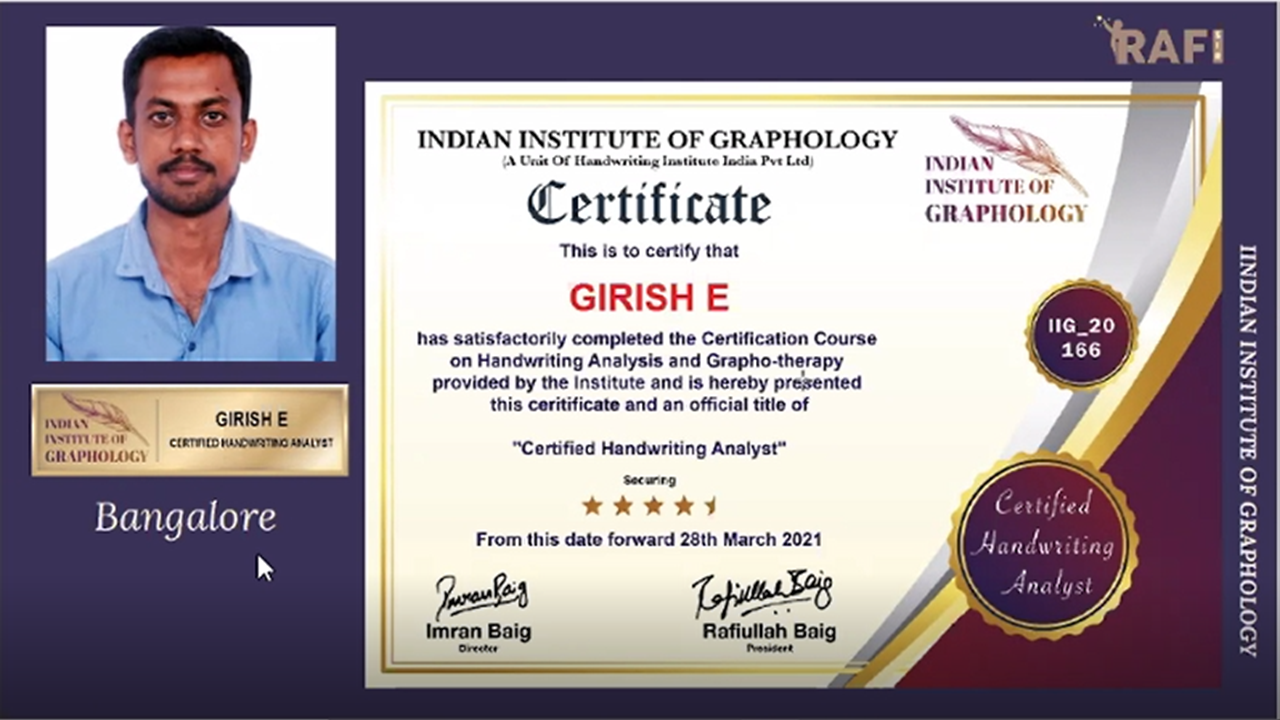 RAFI
SIR
INDIAN INSTITUTE OF GRAPHOLOGY
(A Unit Of Handwriting Institute India Pvt Ltd)
Certificate
This is to certify that
GIRISH E
has satisfactorily completed the Certification Course
on Handwriting Analysis and Grapho-therapy
provided by the Institute and is hereby presented
this ceritificate and an official title of
"Certified Handwriting Analyst"
Securing
From this date forward 28th March 2021
Imran Baig
Imran Baig
Director
Rafiullah Baig
Rafiullah Baig
President
INDIAN
INSTITUTE OF
GRAPHOLOGY
IIG_20
166
Certified
Handwriting
Analyst
INDIAN
INSTITUTE OF
GRAPHOLOGY
GIRISH E
CERTIFIED HANDWRITING ANALYST
Bangalore
IINDIAN INSTITUTE OF GRAPHOLOGY